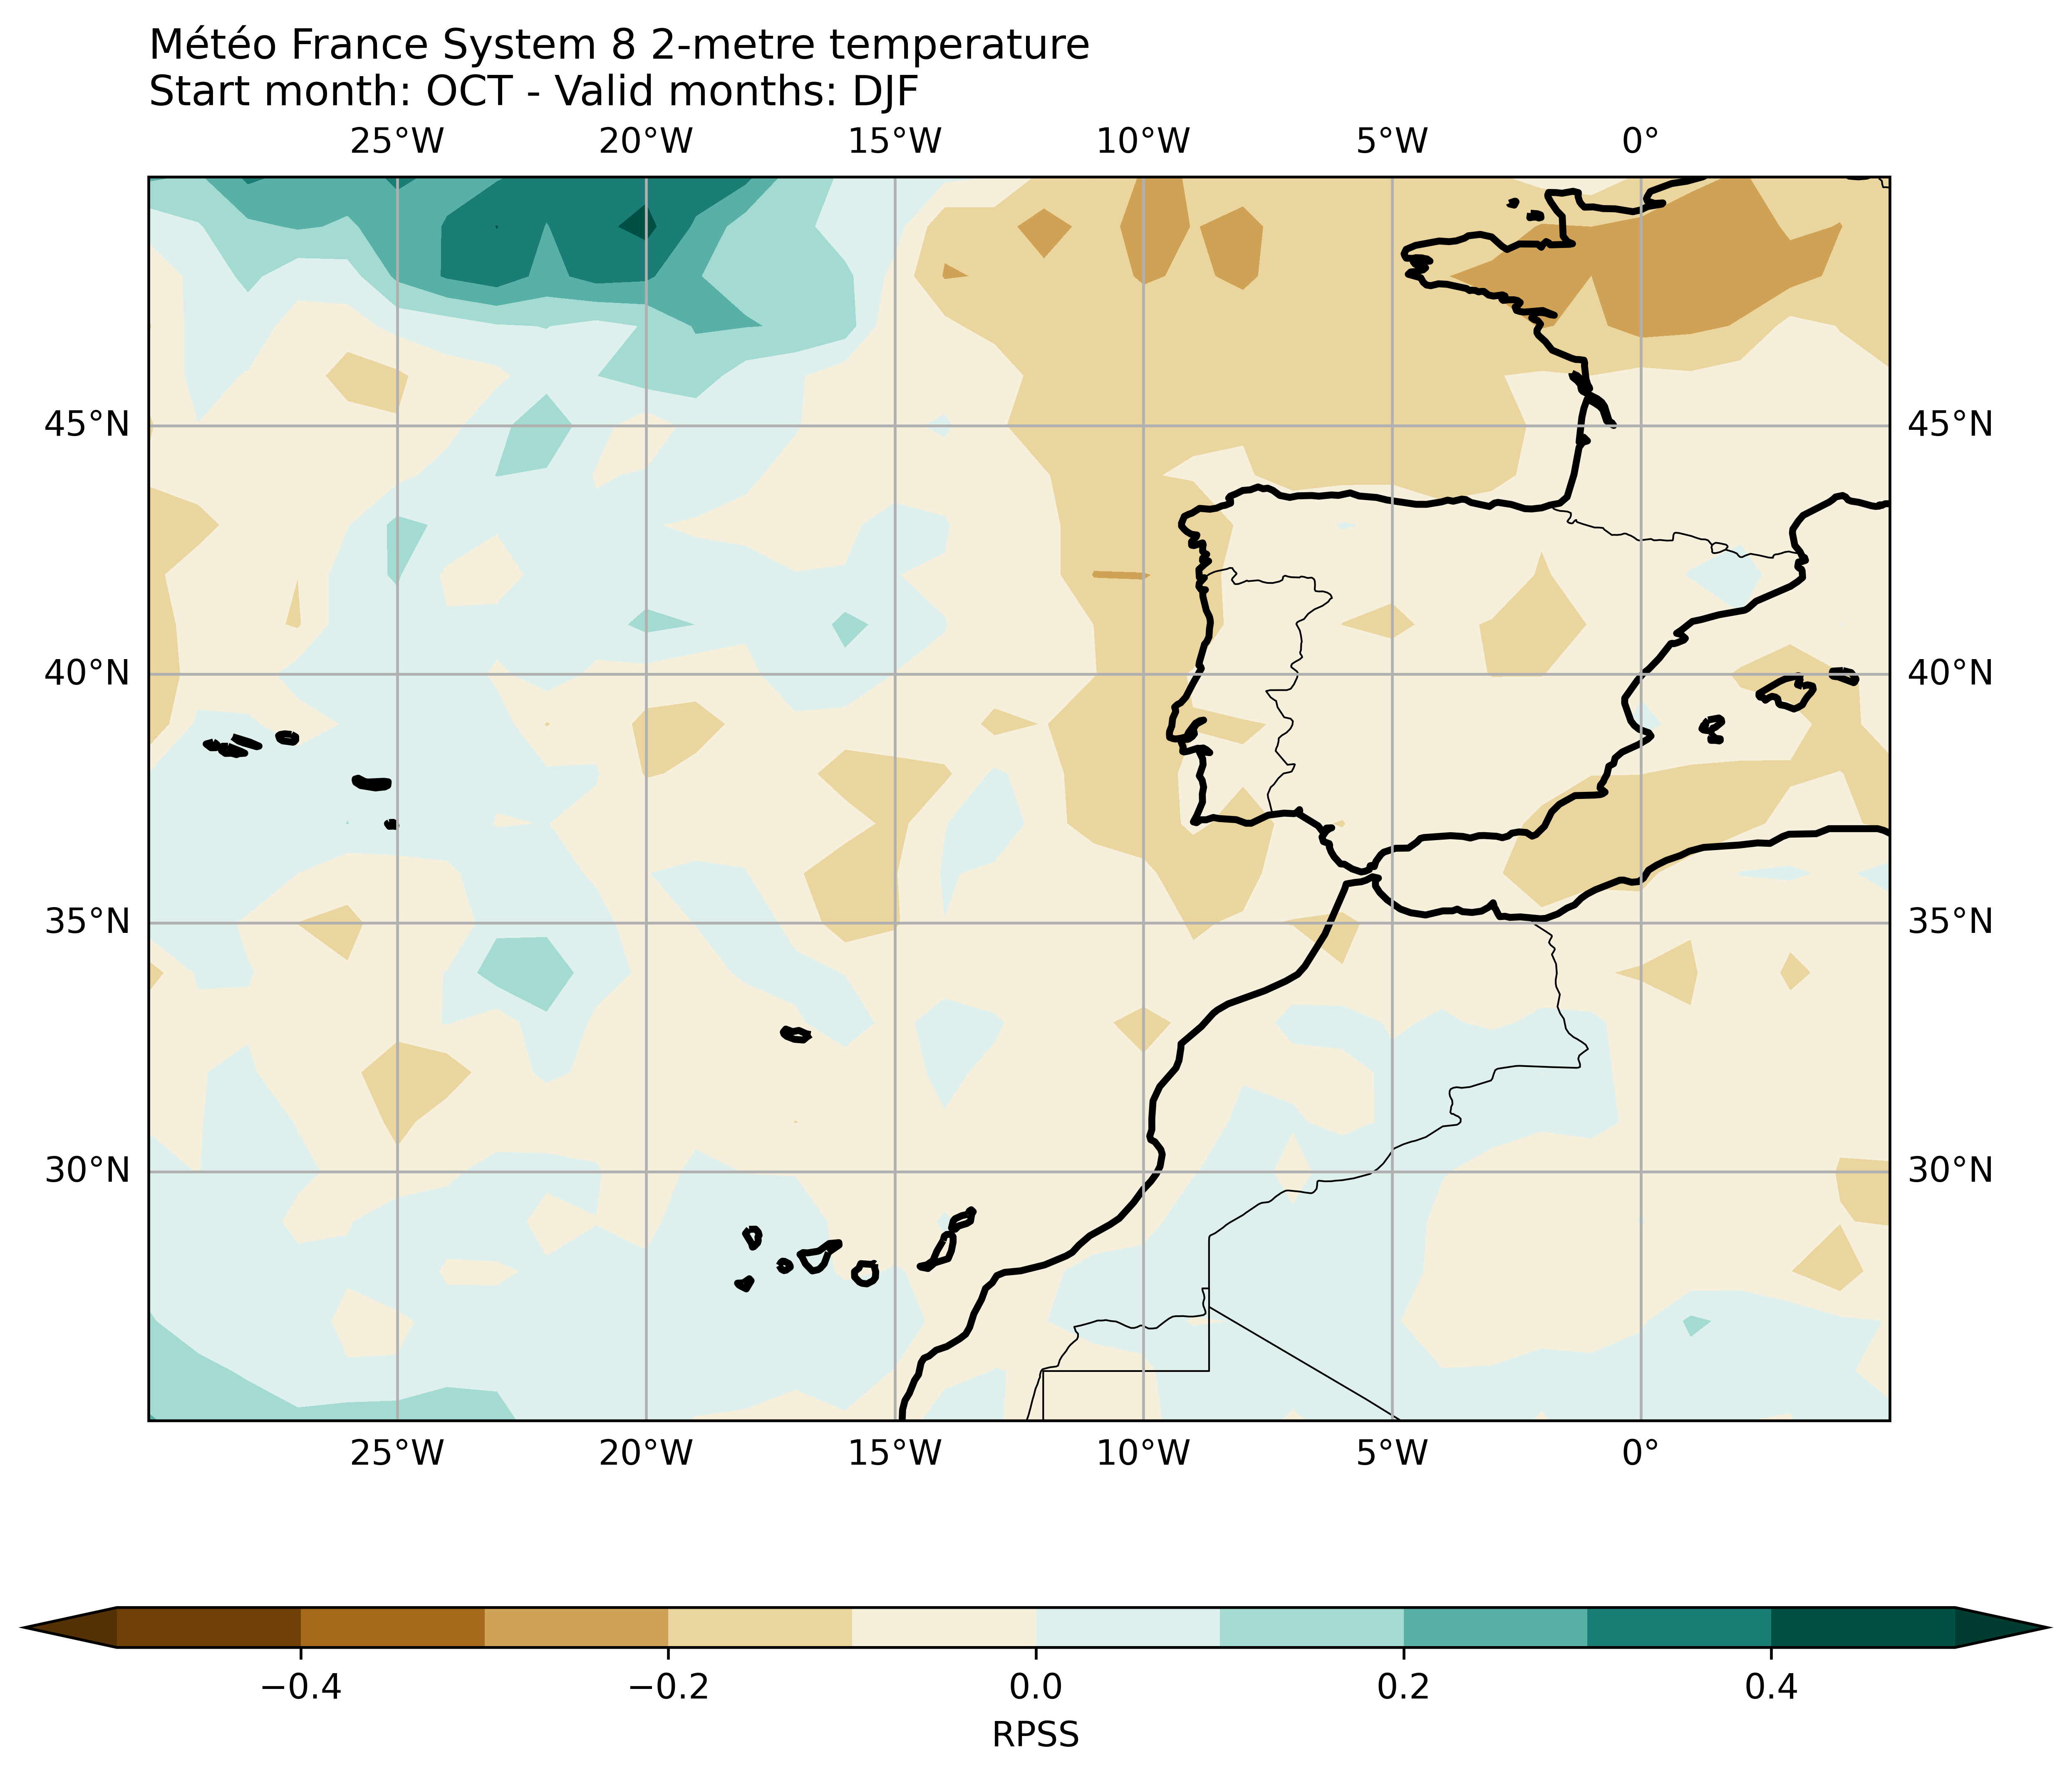 Météo France System 8 2-metre temperature
Start month: OCT - Valid months: DJF
25°W 20°W 15°W 10°W 5°W 0°
45°N 45°N
40°N 40°N
35°N 35°N
30°N 30°N
25°W 20°W 15°W 10°W 5°W 0°
−0.4 −0.2 0.0 0.2 0.4
RPSS